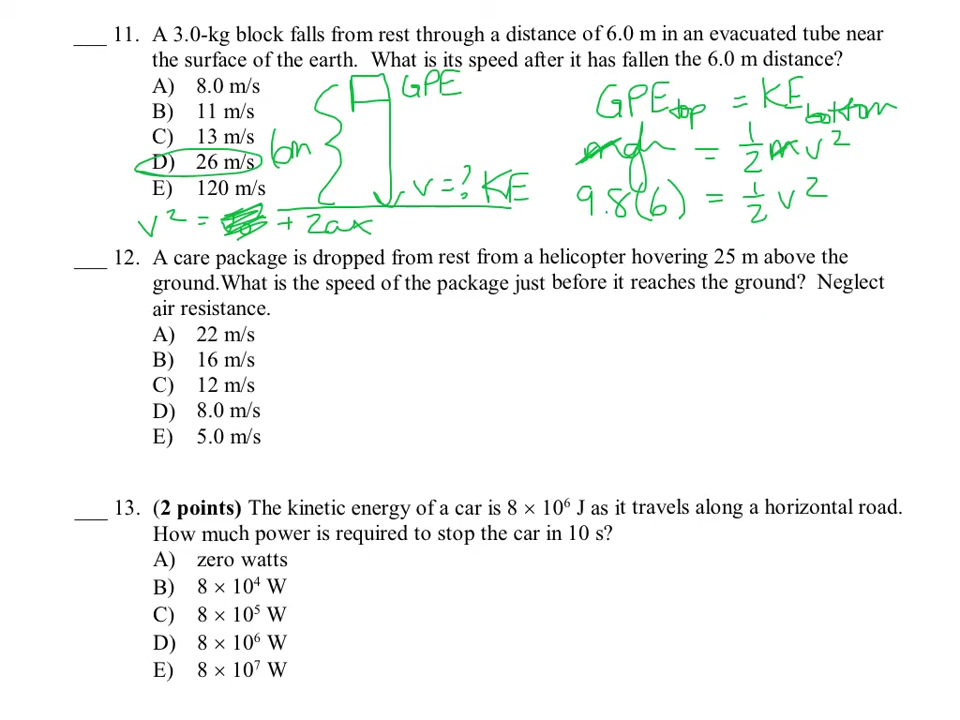 ___ 11. A 3.0-kg block falls from rest through a distance of 6.0 m in an evacuated tube near
the surface of the earth. What is its speed after it has fallen the 6.0 m distance?
A) 8.0 m/s
B) 11 m/s
C) 13 m/s
D) 26 m/s
E) 120 m/s
GPE
6m
v=? KE
v² = + 2ax
GPE top = KE bottom
mgh = 1/2 mv²
9.8(6) = 1/2 v²
___ 12. A care package is dropped from rest from a helicopter hovering 25 m above the
ground.What is the speed of the package just before it reaches the ground? Neglect
air resistance.
A) 22 m/s
B) 16 m/s
C) 12 m/s
D) 8.0 m/s
E) 5.0 m/s
___ 13. (2 points) The kinetic energy of a car is 8 × 10⁶ J as it travels along a horizontal road.
How much power is required to stop the car in 10 s?
A) zero watts
B) 8 × 10⁴ W
C) 8 × 10⁵ W
D) 8 × 10⁶ W
E) 8 × 10⁷ W